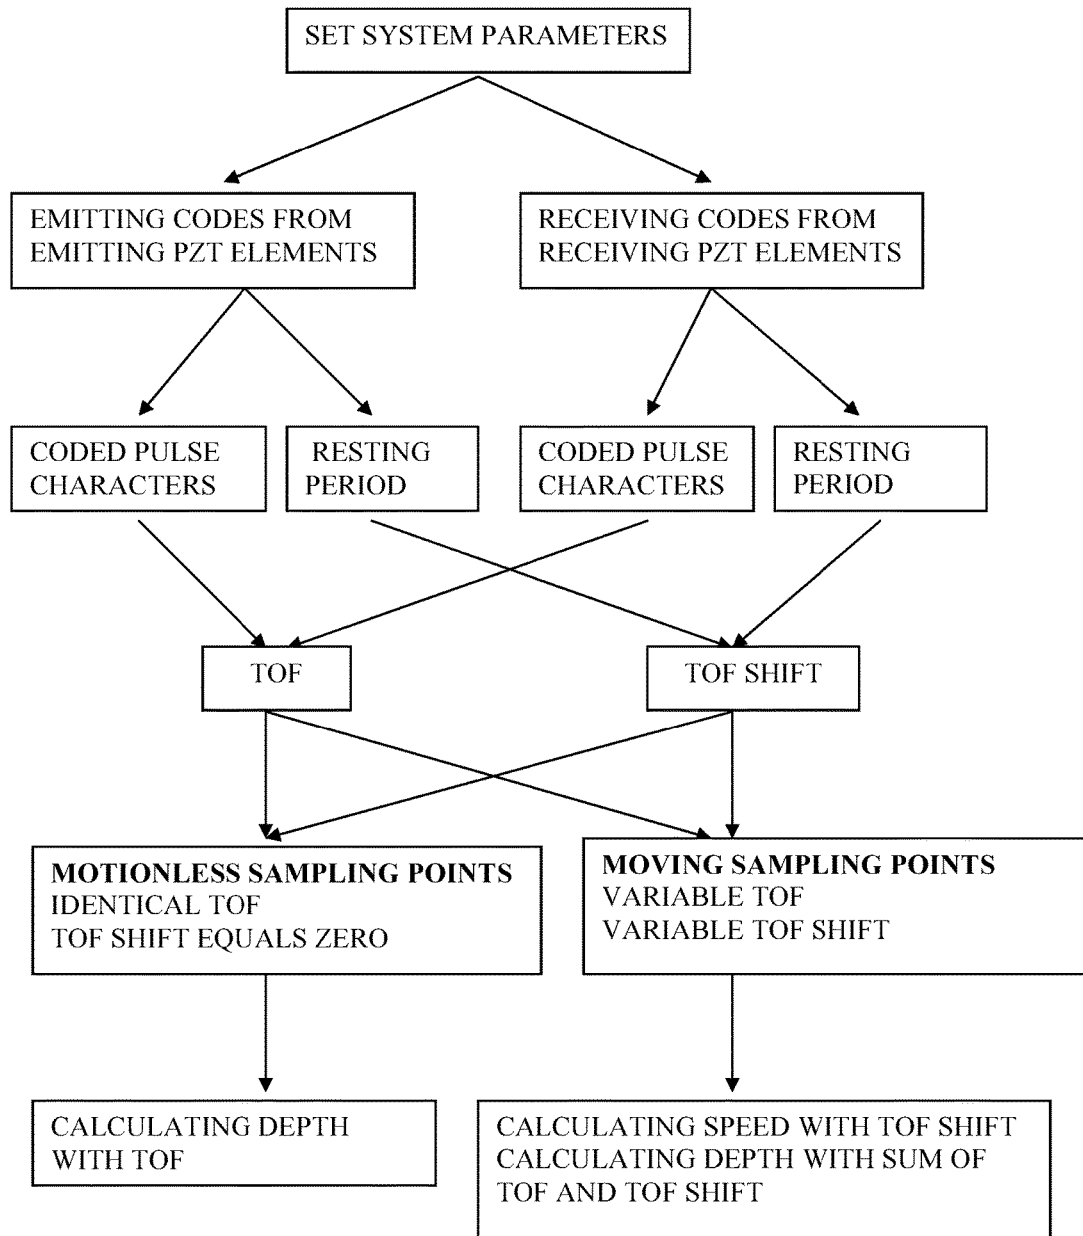 SET SYSTEM PARAMETERS
EMITTING CODES FROM
EMITTING PZT ELEMENTS
RECEIVING CODES FROM
RECEIVING PZT ELEMENTS
CODED PULSE
CHARACTERS
RESTING
PERIOD
CODED PULSE
CHARACTERS
RESTING
PERIOD
TOF
TOF SHIFT
MOTIONLESS SAMPLING POINTS
IDENTICAL TOF
TOF SHIFT EQUALS ZERO
MOVING SAMPLING POINTS
VARIABLE TOF
VARIABLE TOF SHIFT
CALCULATING DEPTH
WITH TOF
CALCULATING SPEED WITH TOF SHIFT
CALCULATING DEPTH WITH SUM OF
TOF AND TOF SHIFT